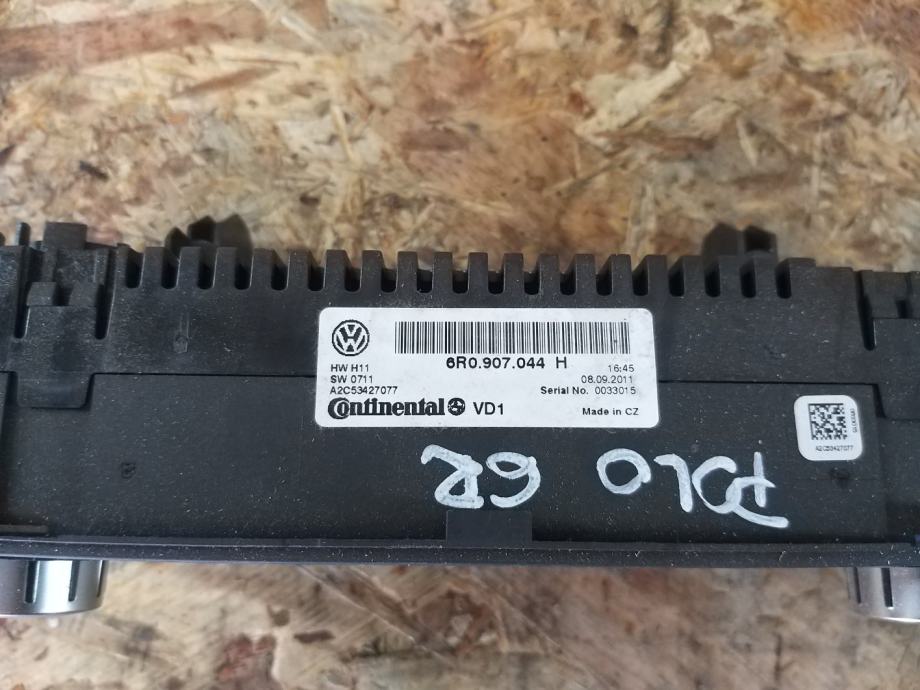 6R0.907.044 H
HW H11
16:45
SW 0711
08.09.2011
A2C53427077
Serial No. 0033015
Continental VD1
Made in CZ
0033015
A2C53427077
POLO 6R